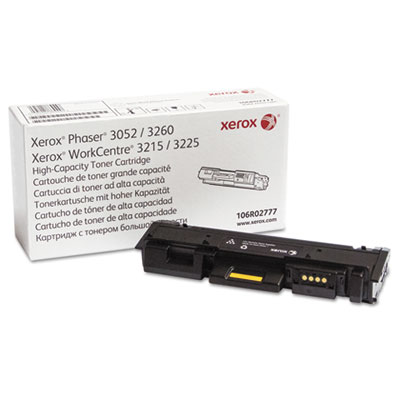 Xerox® Phaser® 3052 / 3260
Xerox® WorkCentre® 3215 / 3225
High-Capacity Toner Cartridge
Cartouche de toner grande capacité
Cartuccia di toner ad alta capacità
Tonerkartusche mit hoher Kapazität
Cartucho de tóner de alta capacidad
Cartucho de toner de alta capacidade
Картридж с тонером большой емкости
xerox
106R02777
xerox